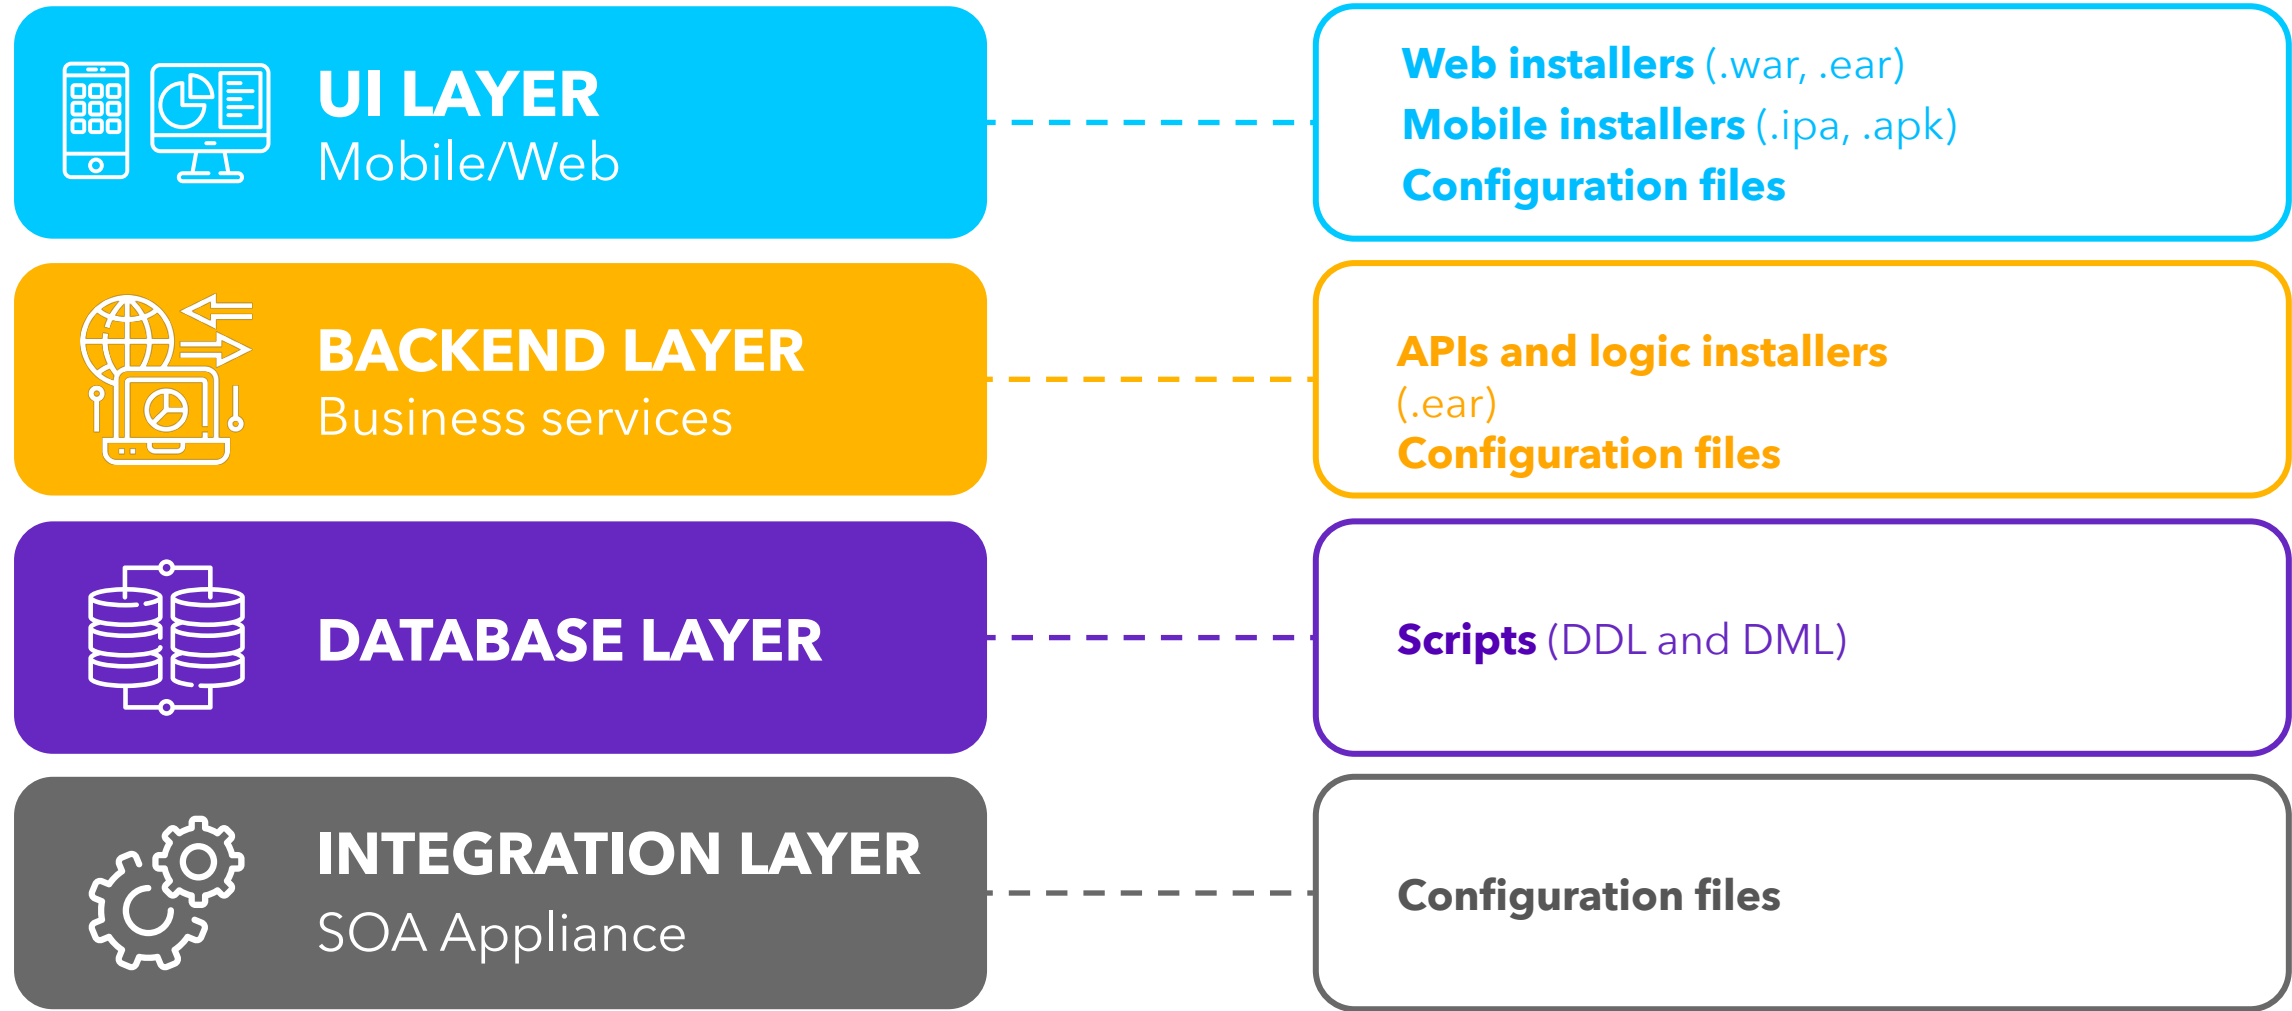 UI LAYER
Mobile/Web
Web installers (.war, .ear)
Mobile installers (.ipa, .apk)
Configuration files
BACKEND LAYER
Business services
APIs and logic installers
(.ear)
Configuration files
DATABASE LAYER
Scripts (DDL and DML)
INTEGRATION LAYER
SOA Appliance
Configuration files